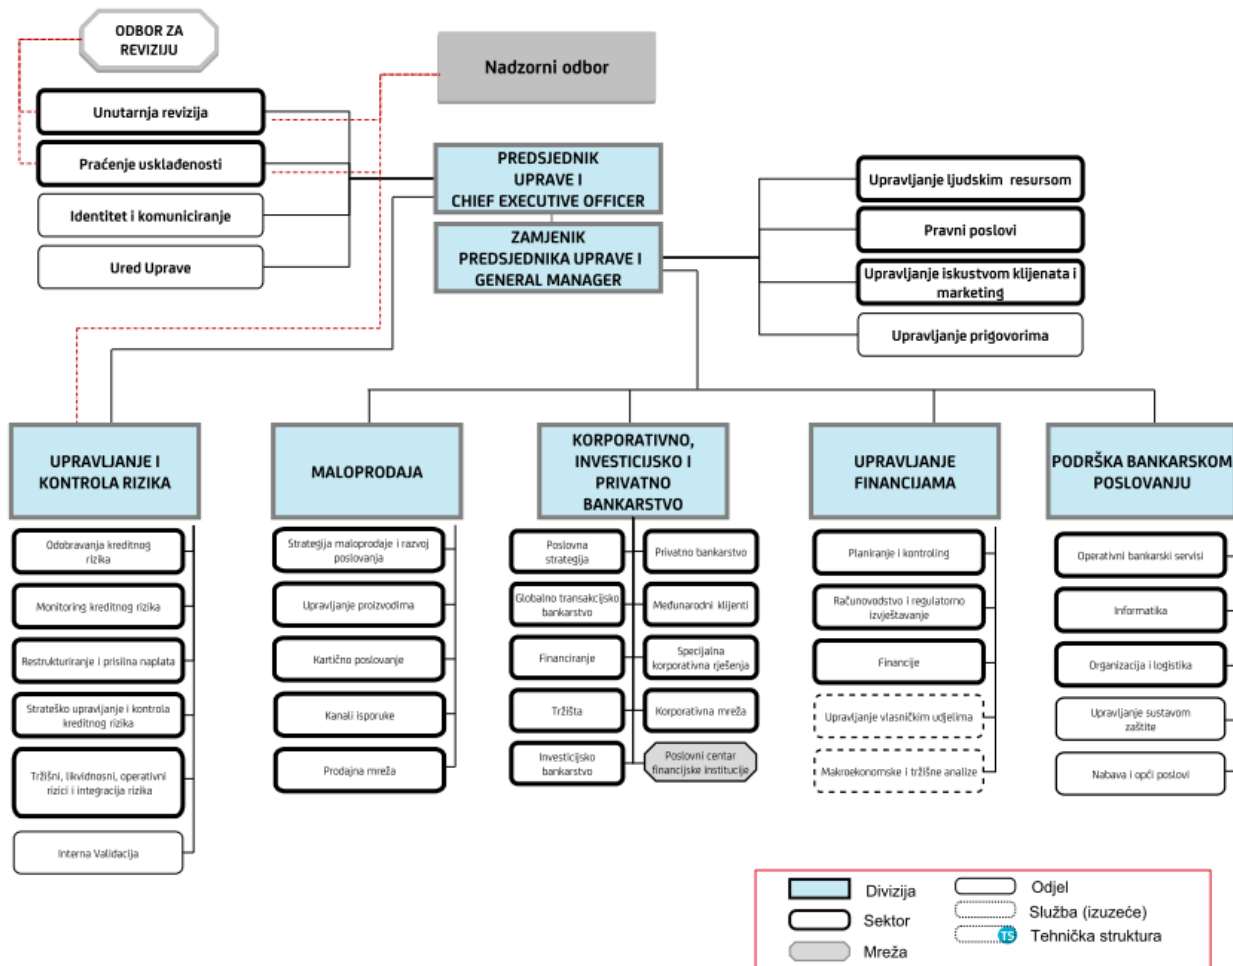 ODBOR ZA
REVIZIJU
Nadzorni odbor
Unutarnja revizija
Praćenje usklađenosti
Identitet i komuniciranje
Ured Uprave
PREDSJEDNIK
UPRAVE I
CHIEF EXECUTIVE OFFICER
ZAMJENIK
PREDSJEDNIKA UPRAVE I
GENERAL MANAGER
Upravljanje ljudskim resursom
Pravni poslovi
Upravljanje iskustvom klijenata i
marketing
Upravljanje prigovorima
UPRAVLJANJE I
KONTROLA RIZIKA
Odobravanja kreditnog
rizika
Monitoring kreditnog rizika
Restrukturiranje i prisilna naplata
Strateško upravljanje i kontrola
kreditnog rizika
Tržišni, likvidnosni, operativni
rizici i integracija rizika
Interna Validacija
MALOPRODAJA
Strategija maloprodaje i razvoj
poslovanja
Upravljanje proizvodima
Kartično poslovanje
Kanali isporuke
Prodajna mreža
KORPORATIVNO,
INVESTICIJSKO I
PRIVATNO
BANKARSTVO
Poslovna
strategija
Globalno transakcijsko
bankarstvo
Financiranje
Tržišta
Investicijsko
bankarstvo
Privatno bankarstvo
Međunarodni klijenti
Specijalna
korporativna rješenja
Korporativna mreža
Poslovni centar
financijske institucije
UPRAVLJANJE
FINANCIJAMA
Planiranje i kontroling
Računovodstvo i regulatorno
izvještavanje
Financije
Upravljanje vlasničkim udjelima
Makroekonomske i tržišne analize
PODRŠKA BANKARSKOM
POSLOVANJU
Operativni bankarski servisi
Informatika
Organizacija i logistika
Upravljanje sustavom
zaštite
Nabava i opći poslovi
Divizija
Sektor
Mreža
Odjel
Služba (izuzeće)
TS
Tehnička struktura